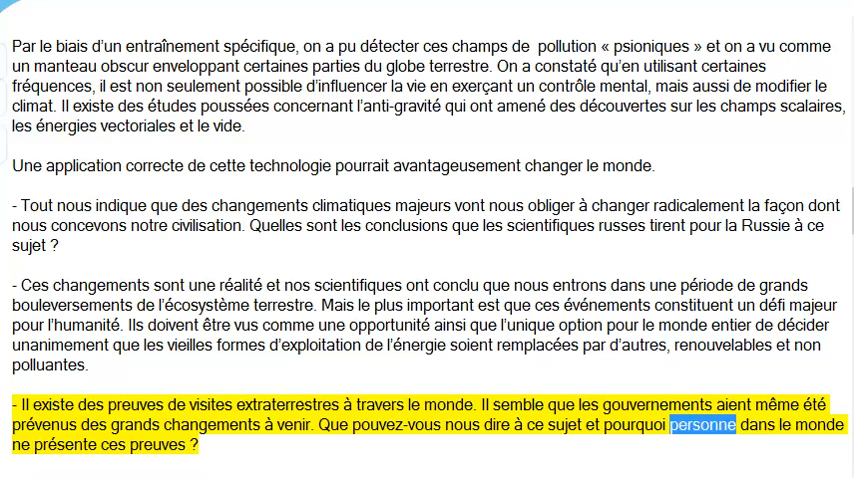 Par le biais d’un entraînement spécifique, on a pu détecter ces champs de  pollution « psioniques » et on a vu comme
un manteau obscur enveloppant certaines parties du globe terrestre. On a constaté qu’en utilisant certaines
fréquences, il est non seulement possible d’influencer la vie en exerçant un contrôle mental, mais aussi de modifier le
climat. Il existe des études poussées concernant l’anti-gravité qui ont amené des découvertes sur les champs scalaires,
les énergies vectoriales et le vide.
Une application correcte de cette technologie pourrait avantageusement changer le monde.
- Tout nous indique que des changements climatiques majeurs vont nous obliger à changer radicalement la façon dont
nous concevons notre civilisation. Quelles sont les conclusions que les scientifiques russes tirent pour la Russie à ce
sujet ?
- Ces changements sont une réalité et nos scientifiques ont conclu que nous entrons dans une période de grands
bouleversements de l’écosystème terrestre. Mais le plus important est que ces événements constituent un défi majeur
pour l’humanité. Ils doivent être vus comme une opportunité ainsi que l’unique option pour le monde entier de décider
unanimement que les vieilles formes d’exploitation de l’énergie soient remplacées par d’autres, renouvelables et non
polluantes.
- Il existe des preuves de visites extraterrestres à travers le monde. Il semble que les gouvernements aient même été
prévenus des grands changements à venir. Que pouvez-vous nous dire à ce sujet et pourquoi personne dans le monde
ne présente ces preuves ?